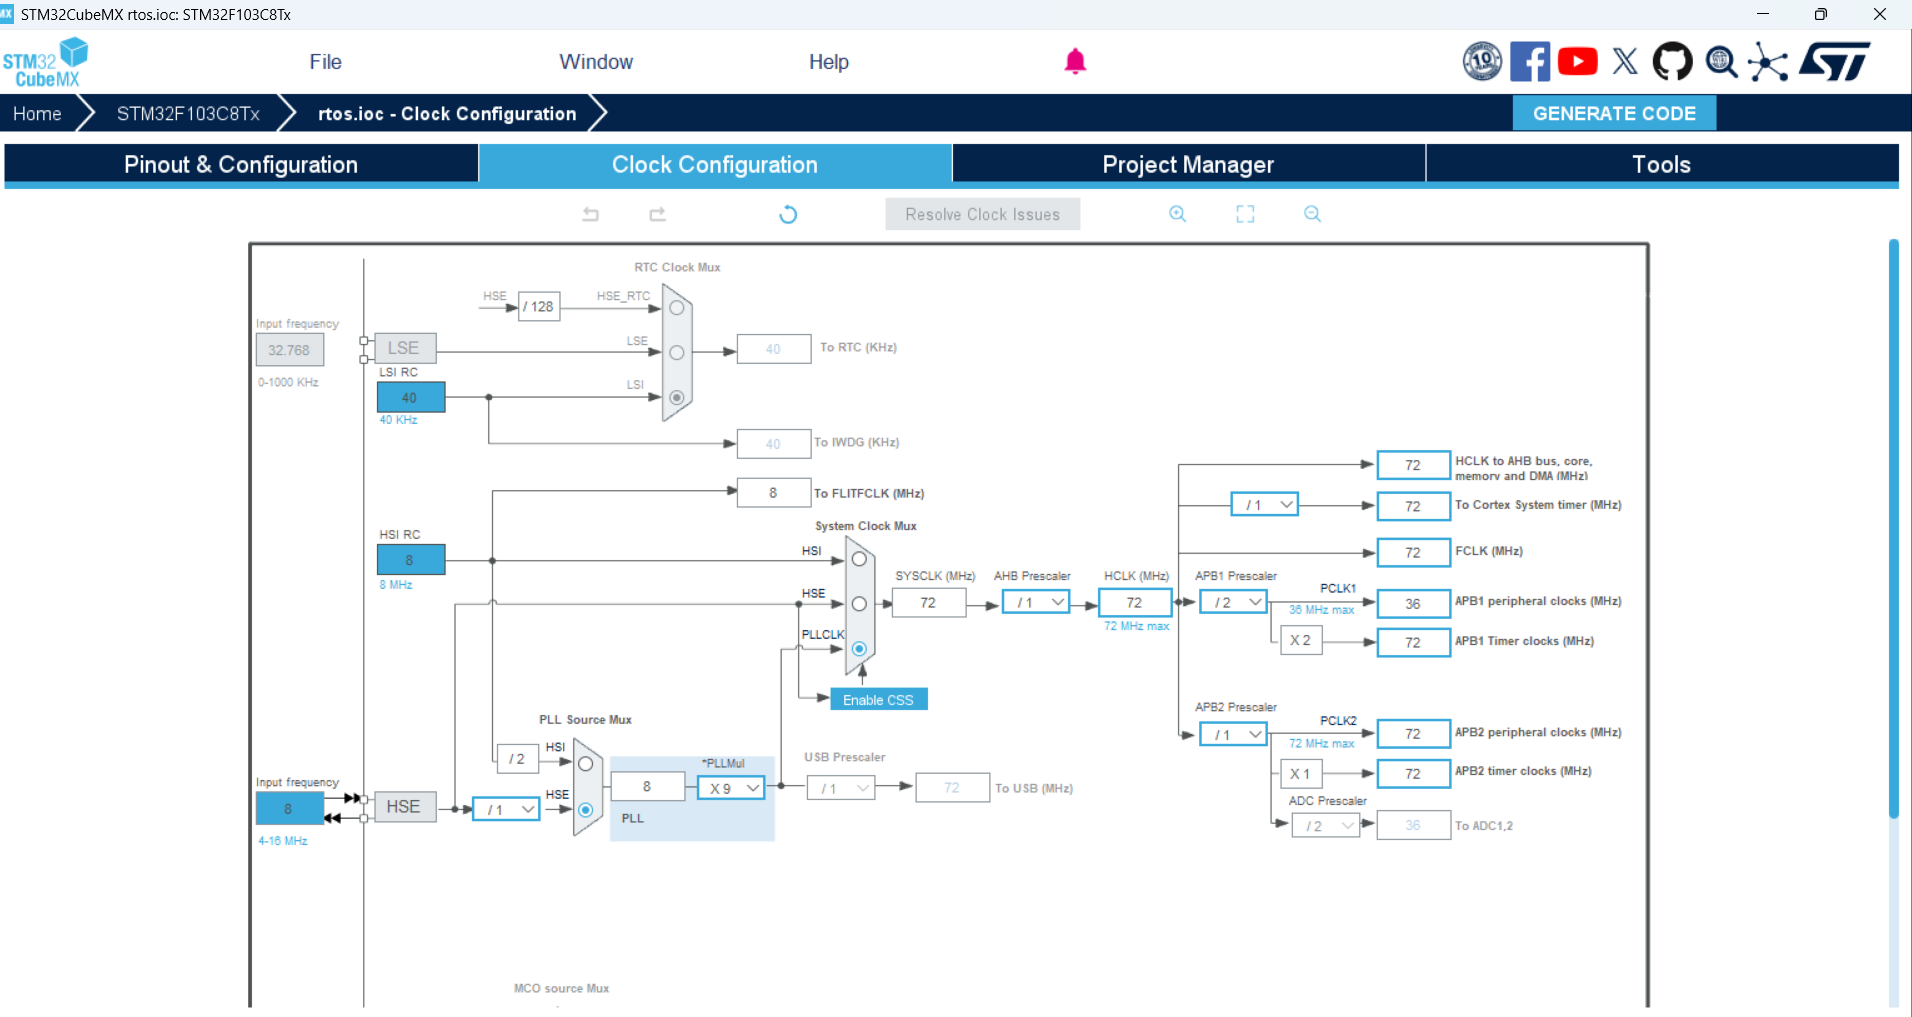 MX STM32CubeMX rtos.ioc: STM32F103C8Tx
STM32 CubeMX
File Window Help
10
Home STM32F103C8Tx rtos.ioc - Clock Configuration GENERATE CODE
Pinout & Configuration Clock Configuration Project Manager Tools
Resolve Clock Issues
RTC Clock Mux
HSE / 128 HSE_RTC
Input frequency
32.768 LSE LSE 40 To RTC (KHz)
0-1000 KHz
LSI RC
40 LSI
40 KHz
40 To IWDG (KHz)
8 To FLITFCLK (MHz)
System Clock Mux
HSI RC
8 HSI
8 MHz
HSE
PLLCLK
SYSCLK (MHz) AHB Prescaler HCLK (MHz) APB1 Prescaler
72 / 1 72 / 2
72 MHz max
72 HCLK to AHB bus, core, memory and DMA (MHz)
/ 1 72 To Cortex System timer (MHz)
72 FCLK (MHz)
PCLK1
36 MHz max
36 APB1 peripheral clocks (MHz)
X 2 72 APB1 Timer clocks (MHz)
Enable CSS
APB2 Prescaler
/ 1
PCLK2
72 MHz max
72 APB2 peripheral clocks (MHz)
X 1 72 APB2 timer clocks (MHz)
ADC Prescaler
/ 2 36 To ADC1,2
PLL Source Mux
/ 2 HSI
HSE
*PLLMul
8 X 9
PLL
USB Prescaler
/ 1 72 To USB (MHz)
Input frequency
8 HSE / 1
4-16 MHz
MCO source Mux